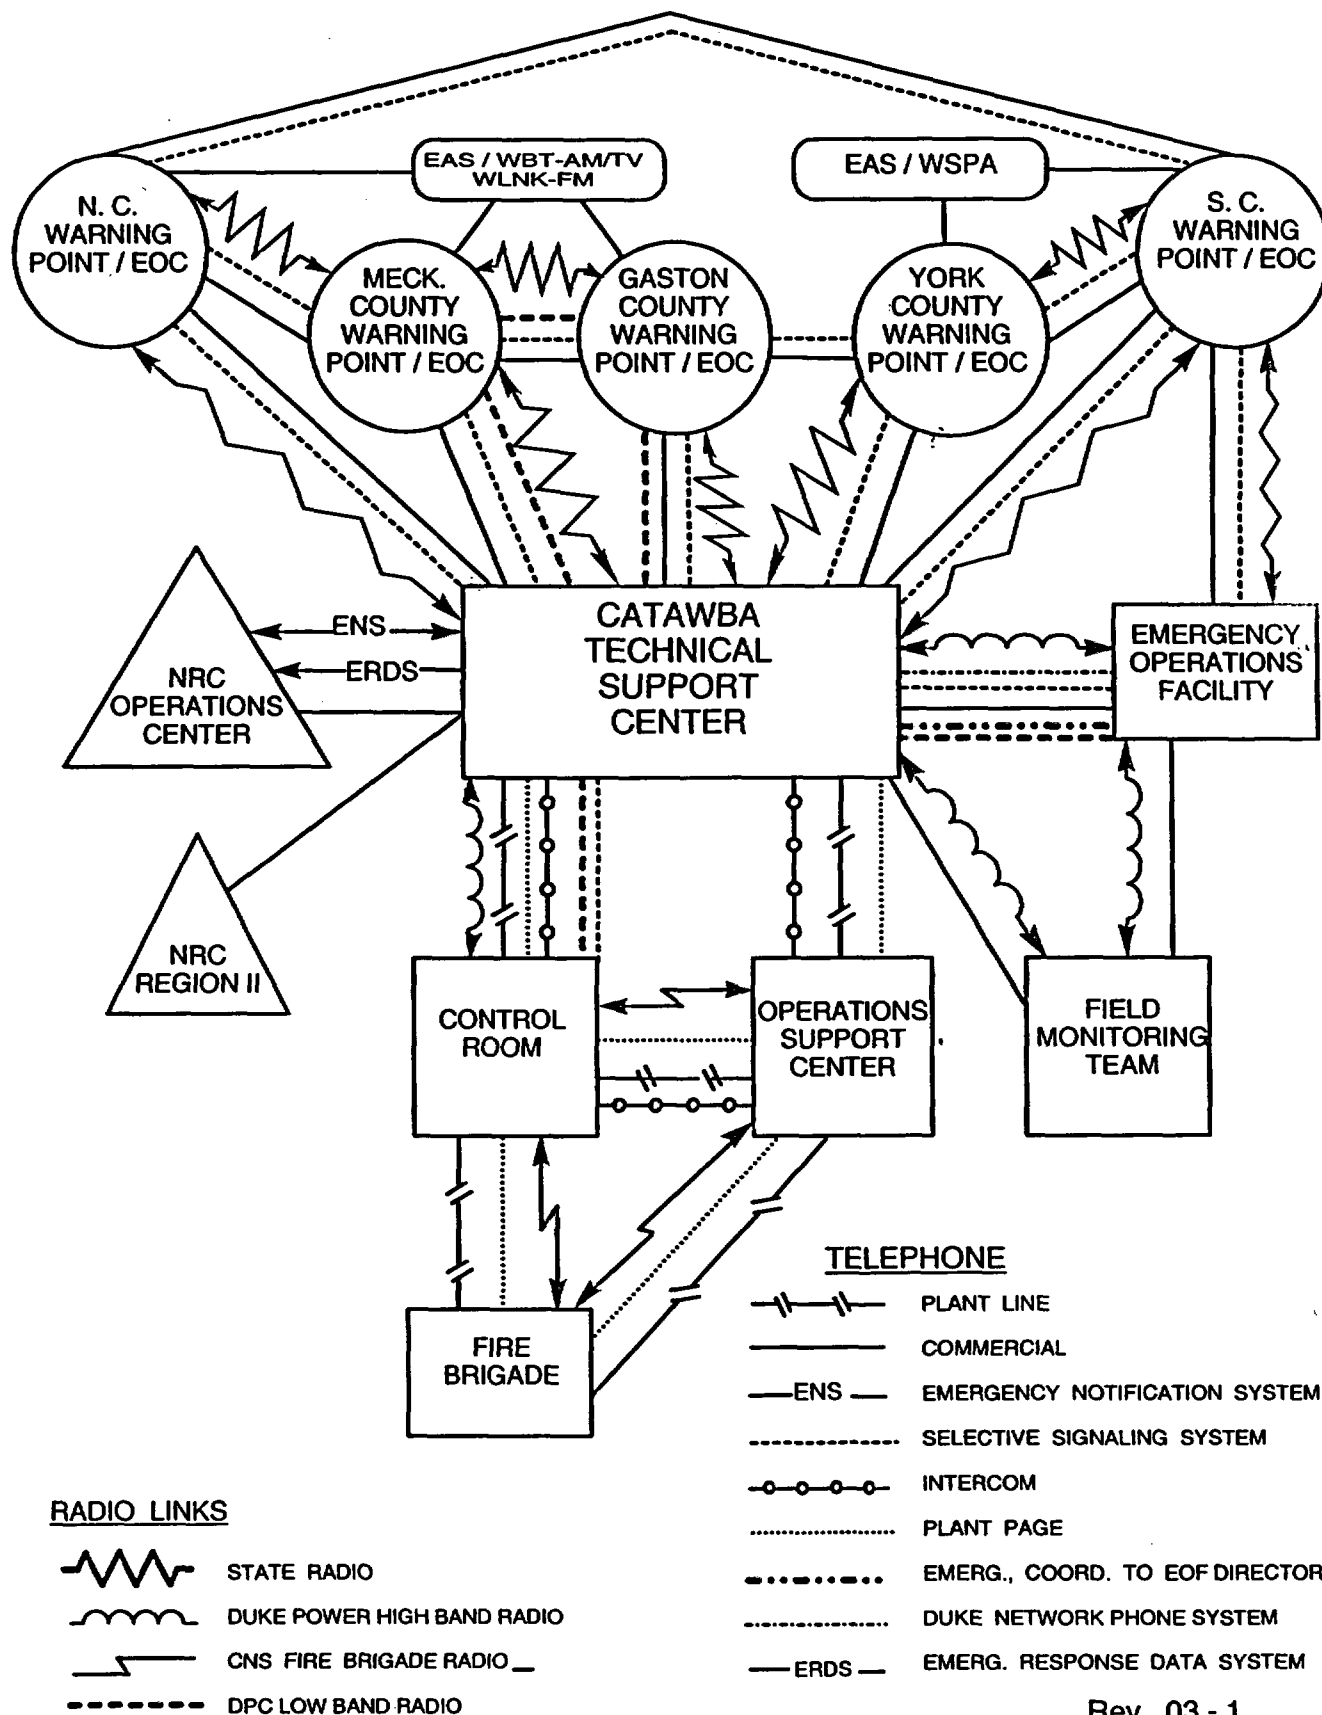 EAS / WBT-AM/TV
WLNK-FM
EAS / WSPA
N. C.
WARNING
POINT / EOC
MECK.
COUNTY
WARNING
POINT / EOC
GASTON
COUNTY
WARNING
POINT / EOC
YORK
COUNTY
WARNING
POINT / EOC
S. C.
WARNING
POINT / EOC
CATAWBA
TECHNICAL
SUPPORT
CENTER
EMERGENCY
OPERATIONS
FACILITY
ENS
ERDS
NRC
OPERATIONS
CENTER
NRC
REGION II
CONTROL
ROOM
OPERATIONS
SUPPORT
CENTER
FIELD
MONITORING
TEAM
FIRE
BRIGADE
TELEPHONE
PLANT LINE
COMMERCIAL
ENS EMERGENCY NOTIFICATION SYSTEM
SELECTIVE SIGNALING SYSTEM
INTERCOM
PLANT PAGE
EMERG., COORD. TO EOF DIRECTOR
DUKE NETWORK PHONE SYSTEM
ERDS EMERG. RESPONSE DATA SYSTEM
RADIO LINKS
STATE RADIO
DUKE POWER HIGH BAND RADIO
CNS FIRE BRIGADE RADIO
DPC LOW BAND RADIO
Rev. 03 - 1